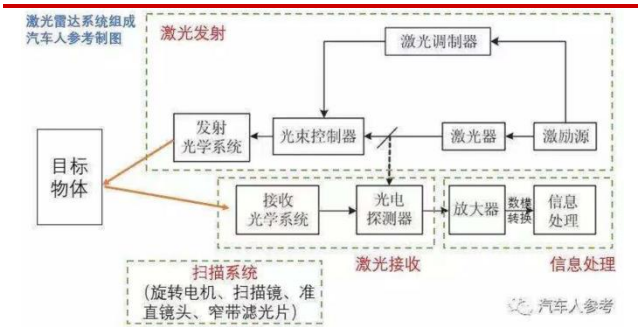 激光雷达系统组成
汽车人参考制图
激光发射
激光调制器
发射
光学系统
光束控制器
激光器
激励源
目标
物体
接收
光学系统
光电
探测器
放大器
数模
转换
信息
处理
激光接收
信息处理
扫描系统
(旋转电机、扫描镜、准
直镜头、窄带滤光片)
汽车人参考